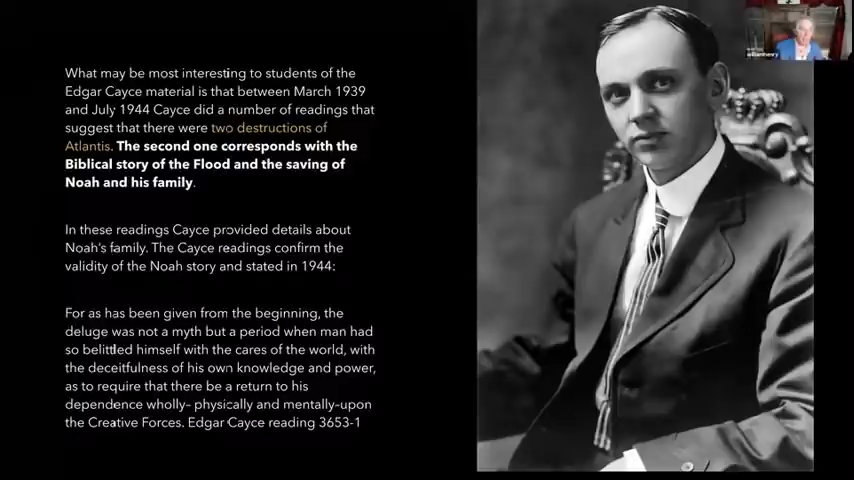 What may be most interesting to students of the
Edgar Cayce material is that between March 1939
and July 1944 Cayce did a number of readings that
suggest that there were two destructions of
Atlantis. The second one corresponds with the
Biblical story of the Flood and the saving of
Noah and his family.
In these readings Cayce provided details about
Noah's family. The Cayce readings confirm the
validity of the Noah story and stated in 1944:
For as has been given from the beginning, the
deluge was not a myth but a period when man had
so belittled himself with the cares of the world, with
the deceitfulness of his own knowledge and power,
as to require that there be a return to his
dependence wholly– physically and mentally–upon
the Creative Forces. Edgar Cayce reading 3653-1
williamhenry